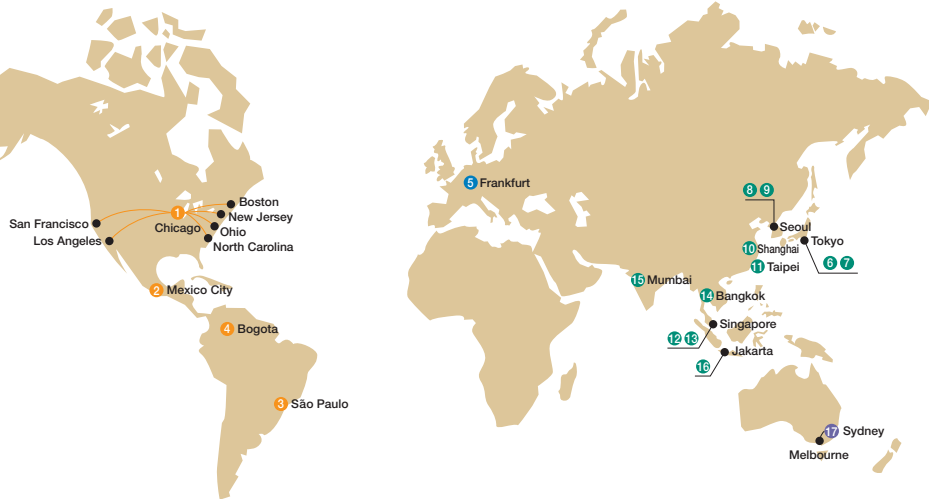 Boston
1
New Jersey
San Francisco
Chicago
Ohio
Los Angeles
North Carolina
2 Mexico City
4 Bogota
3 São Paulo
5 Frankfurt
8 9
Seoul
10 Shanghai
Tokyo
6 7
11 Taipei
15 Mumbai
14 Bangkok
Singapore
12 13
Jakarta
16
17 Sydney
Melbourne